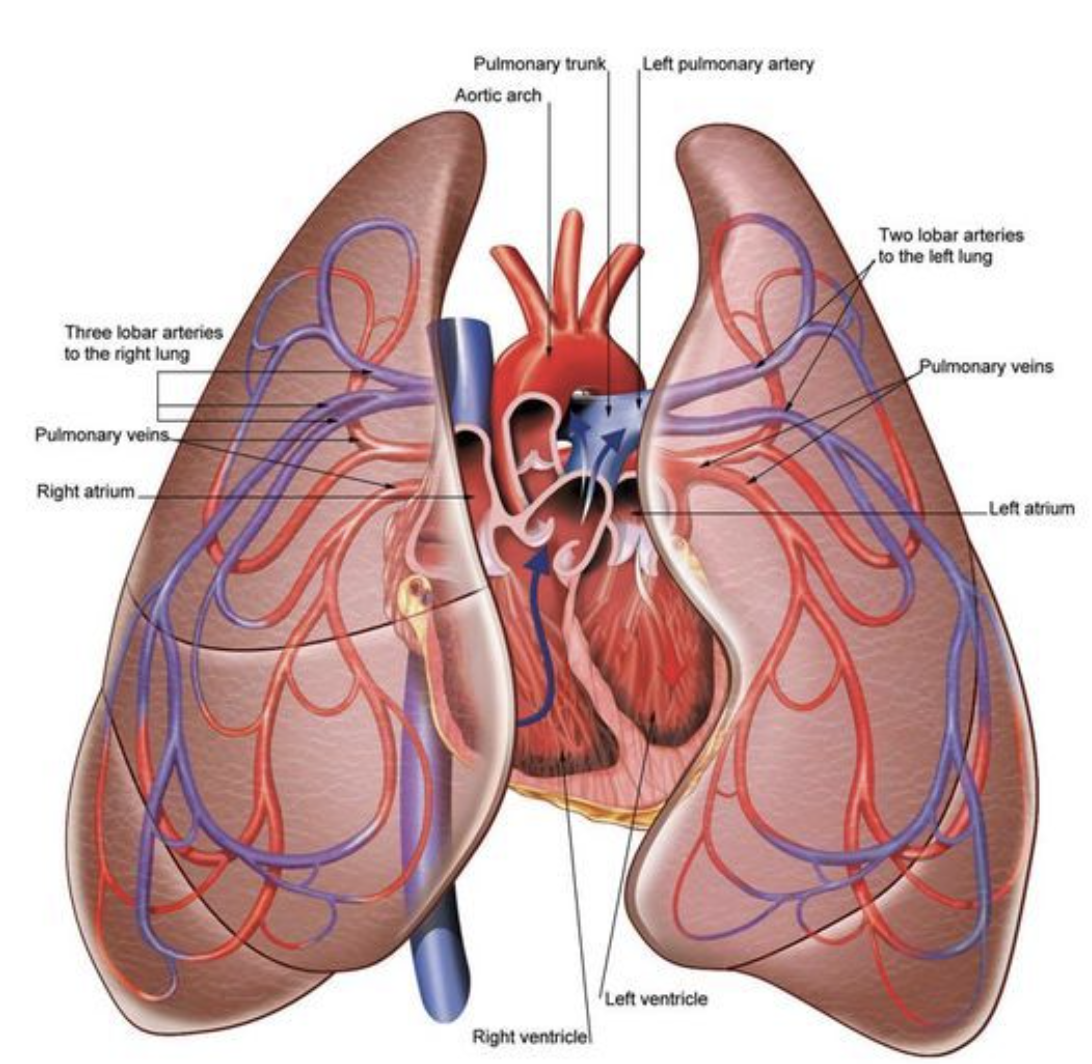 Pulmonary trunk
Left pulmonary artery
Aortic arch
Two lobar arteries
to the left lung
Three lobar arteries
to the right lung
Pulmonary veins
Pulmonary veins
Right atrium
Left atrium
Left ventricle
Right ventricle